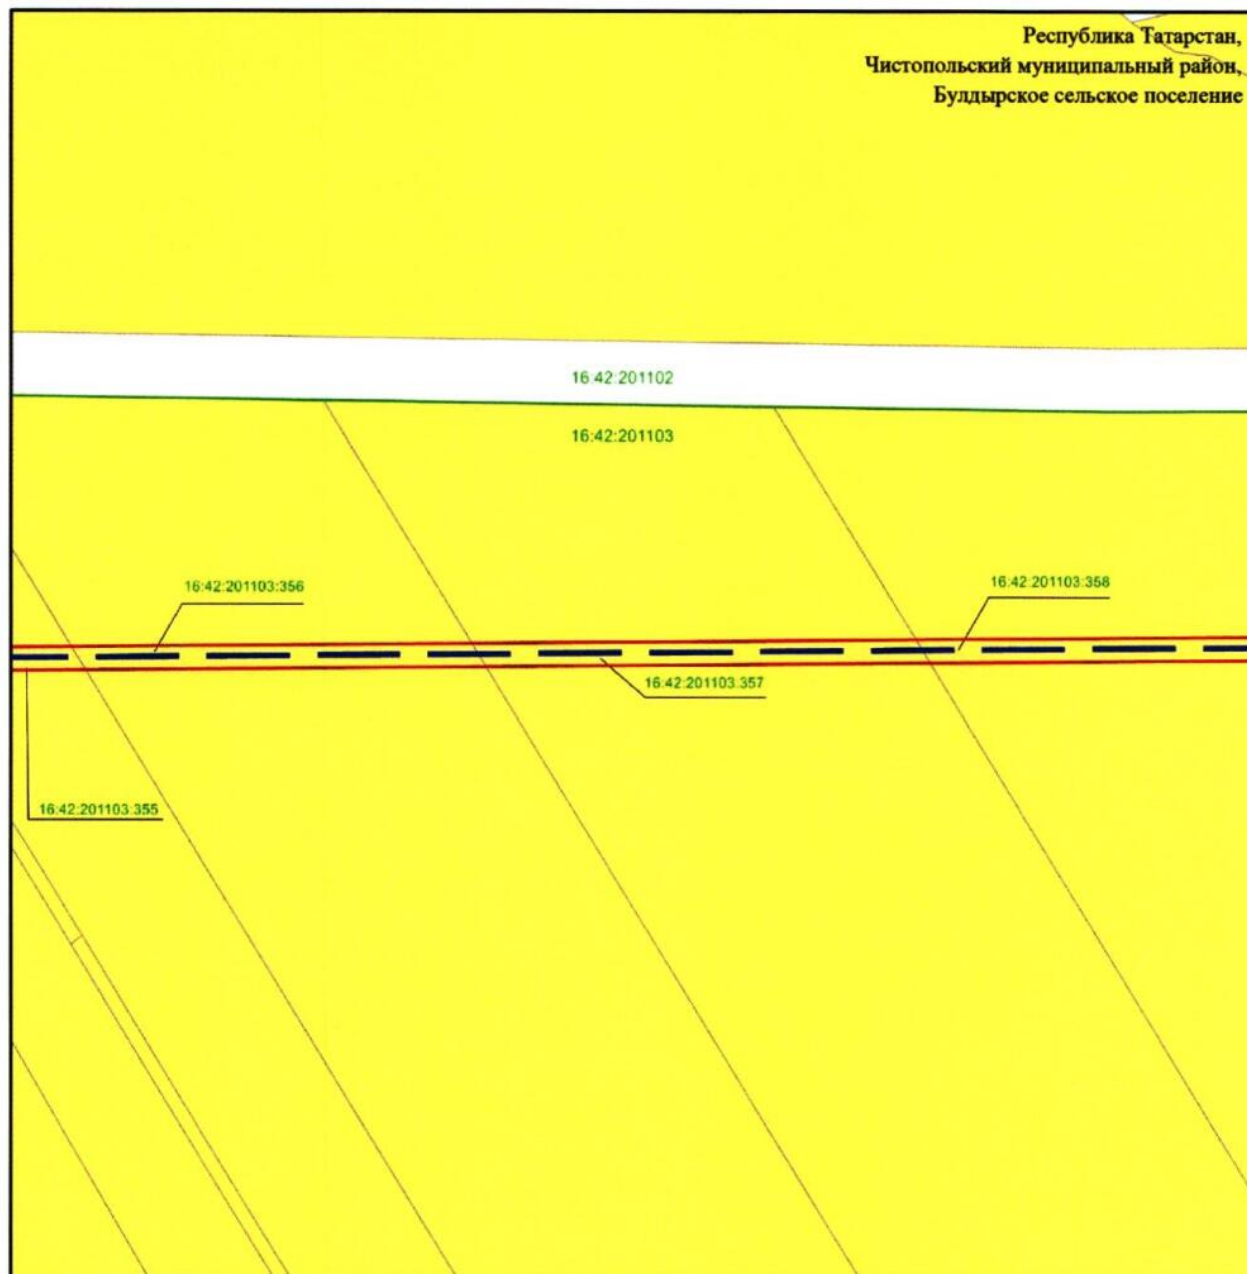 Республика Татарстан,
Чистопольский муниципальный район,
Булдырское сельское поселение
16:42:201102
16:42:201103
16:42:201103:356
16:42:201103:358
16:42:201103:357
16:42:201103:355